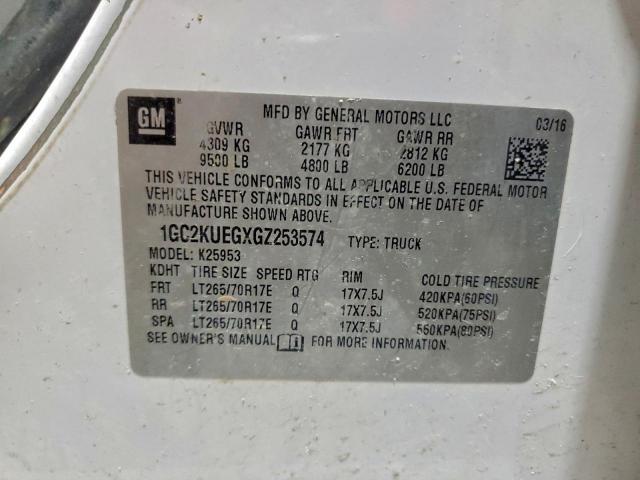 GM
MFD BY GENERAL MOTORS LLC
03/16
GVWR GAWR FRT GAWR RR
4309 KG 2177 KG 2812 KG
9500 LB 4800 LB 6200 LB
THIS VEHICLE CONFORMS TO ALL APPLICABLE U.S. FEDERAL MOTOR
VEHICLE SAFETY STANDARDS IN EFFECT ON THE DATE OF
MANUFACTURE SHOWN ABOVE.
1GC2KUEGXGZ253574 TYPE: TRUCK
MODEL: K25953
KDHT TIRE SIZE SPEED RTG RIM COLD TIRE PRESSURE
FRT LT265/70R17E Q 17X7.5J 420KPA(60PSI)
RR LT265/70R17E Q 17X7.5J 520KPA(75PSI)
SPA LT265/70R17E Q 17X7.5J 560KPA(80PSI)
SEE OWNER'S MANUAL FOR MORE INFORMATION.